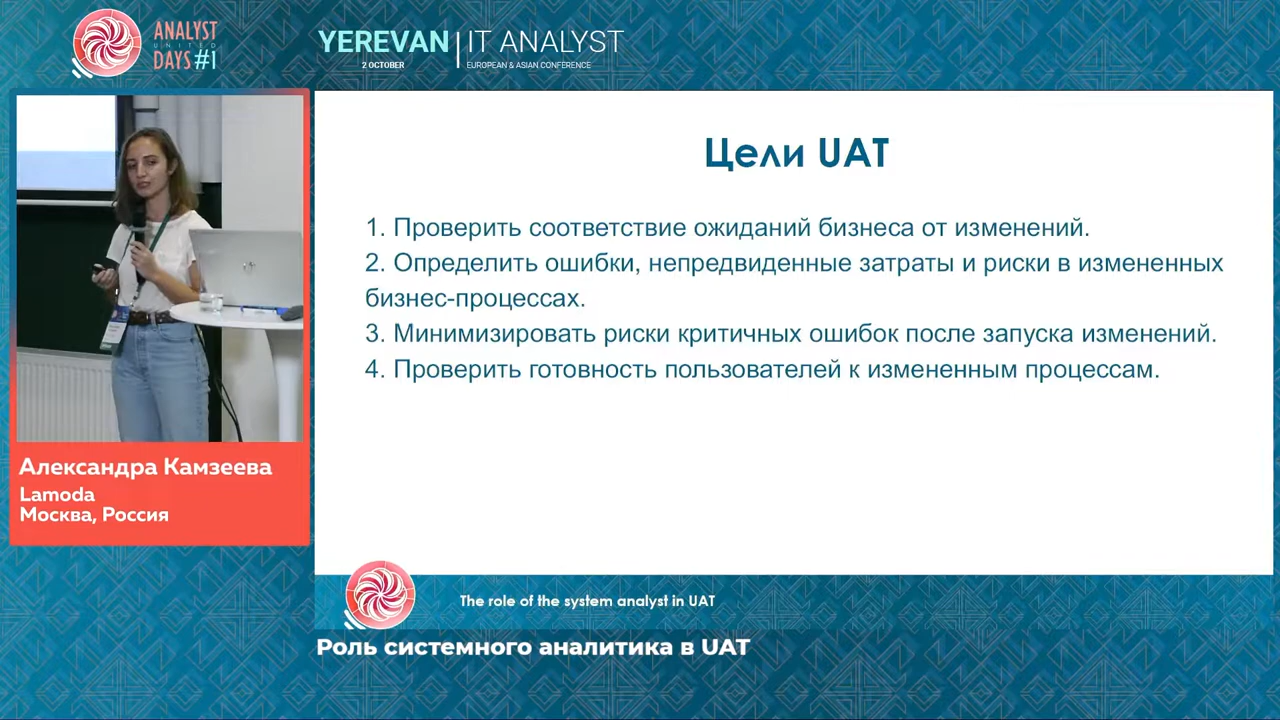 ANALYST
UNITED
DAYS #1
YEREVAN
2 OCTOBER
IT ANALYST
EUROPEAN & ASIAN CONFERENCE
Цели UAT
1. Проверить соответствие ожиданий бизнеса от изменений.
2. Определить ошибки, непредвиденные затраты и риски в измененных
бизнес-процессах.
3. Минимизировать риски критичных ошибок после запуска изменений.
4. Проверить готовность пользователей к измененным процессам.
Александра Камзеева
Lamoda
Москва, Россия
The role of the system analyst in UAT
Роль системного аналитика в UAT